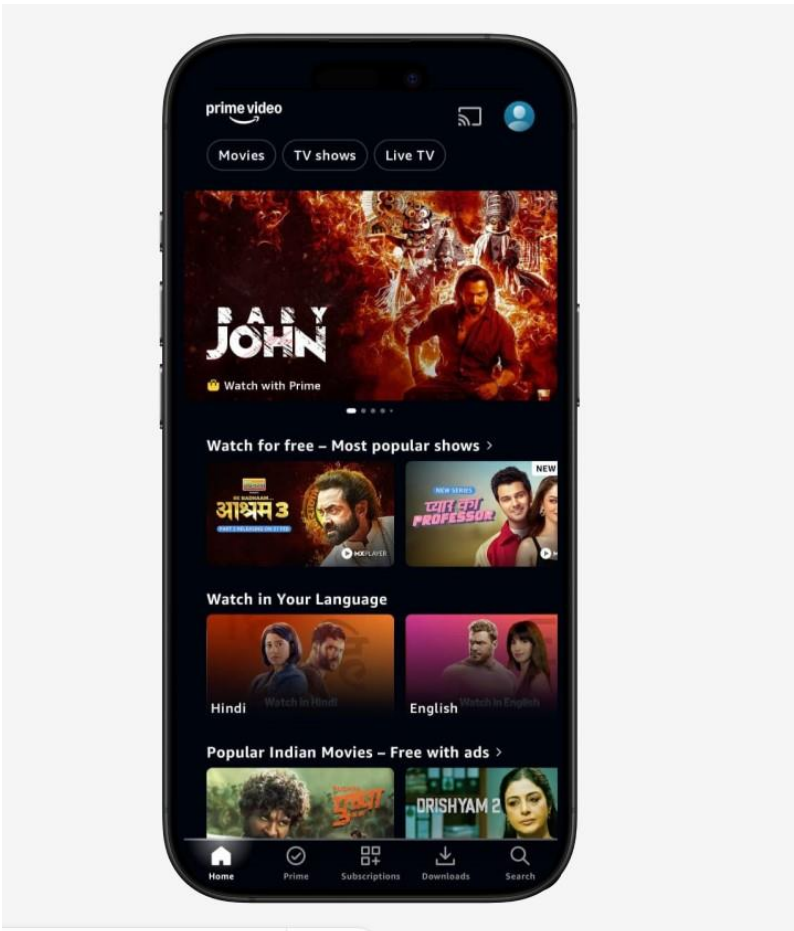 prime video
Movies
TV shows
Live TV
BABY
JOHN
Watch with Prime
Watch for free – Most popular shows >
आश्रम 3
MXPLAYER
NEW
NEW SERIES
प्यार का
PROFESSOR
Watch in Your Language
Watch in Hindi
Hindi
Watch in English
English
Popular Indian Movies – Free with ads >
पुष्पा
DRISHYAM 2
Home
Prime
Subscriptions
Downloads
Search